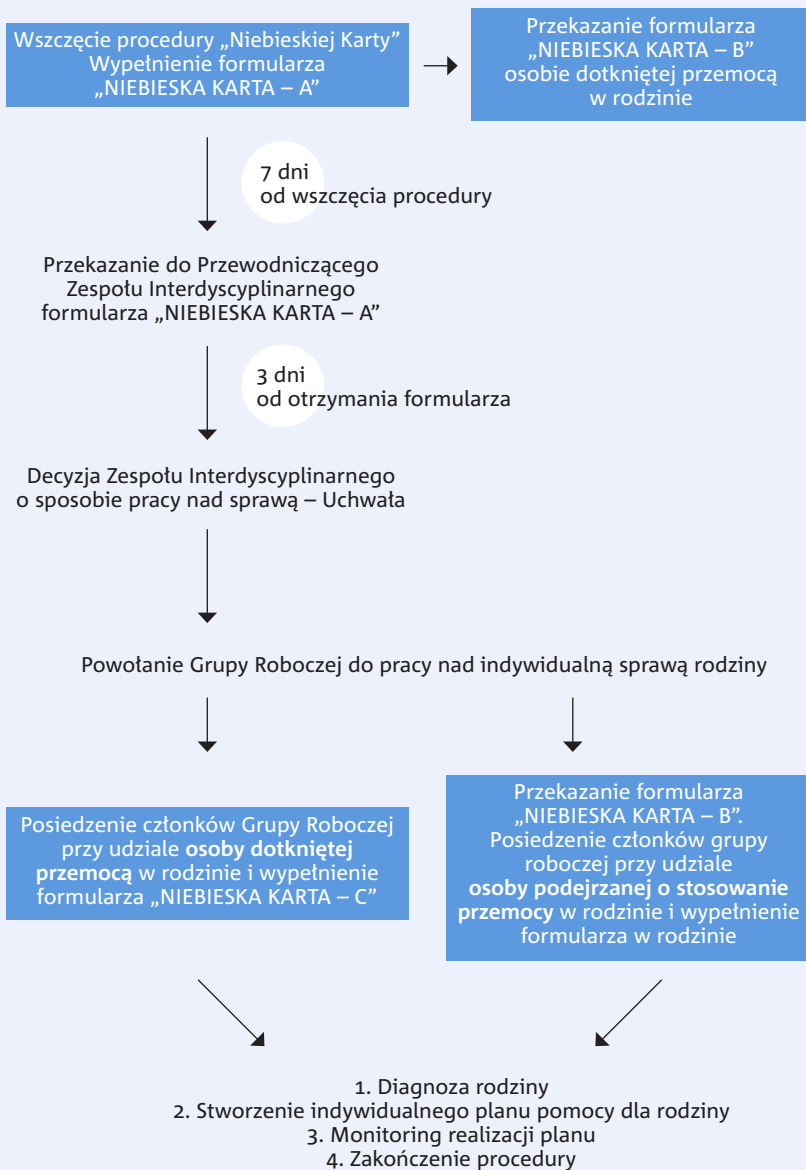 Wszczęcie procedury „Niebieskiej Karty”
Wypełnienie formularza
„NIEBIESKA KARTA – A”
Przekazanie formularza
„NIEBIESKA KARTA – B”
osobie dotkniętej przemocą
w rodzinie
7 dni
od wszczęcia procedury
Przekazanie do Przewodniczącego
Zespołu Interdyscyplinarnego
formularza „NIEBIESKA KARTA – A”
3 dni
od otrzymania formularza
Decyzja Zespołu Interdyscyplinarnego
o sposobie pracy nad sprawą – Uchwała
Powołanie Grupy Roboczej do pracy nad indywidualną sprawą rodziny
Posiedzenie członków Grupy Roboczej
przy udziale osoby dotkniętej
przemocą w rodzinie i wypełnienie
formularza „NIEBIESKA KARTA – C”
Przekazanie formularza
„NIEBIESKA KARTA – B”.
Posiedzenie członków grupy
roboczej przy udziale
osoby podejrzanej o stosowanie
przemocy w rodzinie i wypełnienie
formularza w rodzinie
1. Diagnoza rodziny
2. Stworzenie indywidualnego planu pomocy dla rodziny
3. Monitoring realizacji planu
4. Zakończenie procedury